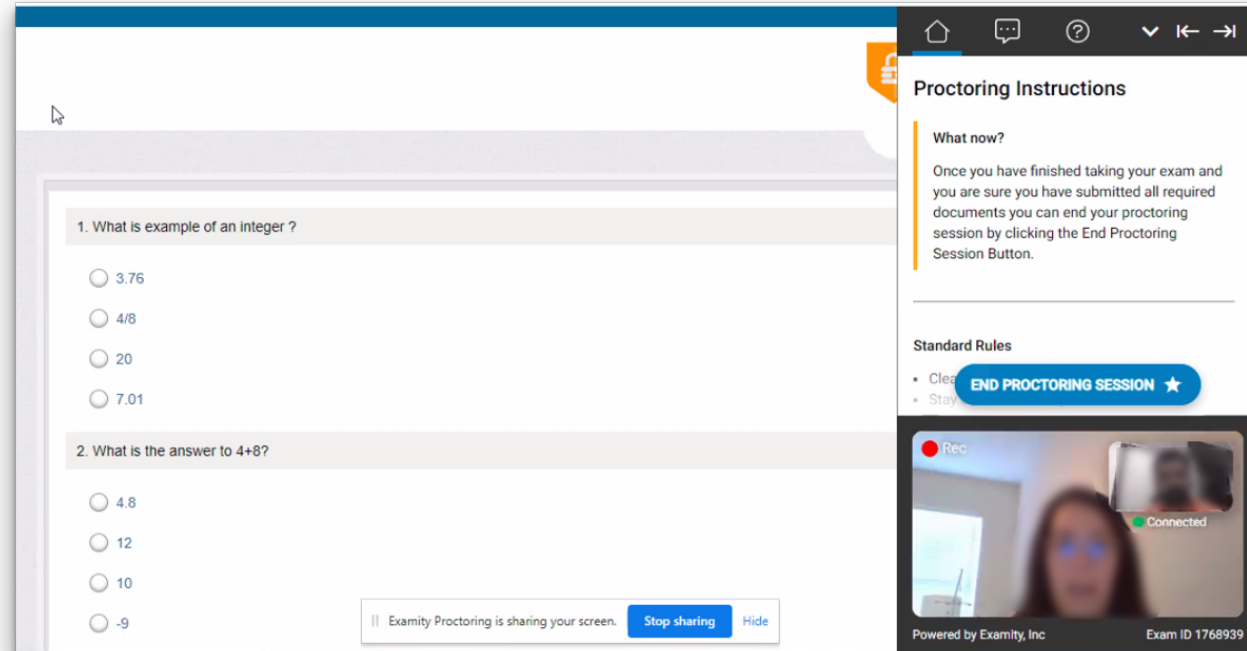 1. What is example of an integer ?
3.76
4/8
20
7.01
2. What is the answer to 4+8?
4.8
12
10
-9
Examity Proctoring is sharing your screen.
Stop sharing
Hide
Proctoring Instructions
What now?
Once you have finished taking your exam and
you are sure you have submitted all required
documents you can end your proctoring
session by clicking the End Proctoring
Session Button.
Standard Rules
Stay
END PROCTORING SESSION
Rec
Connected
Powered by Examity, Inc
Exam ID 1768939